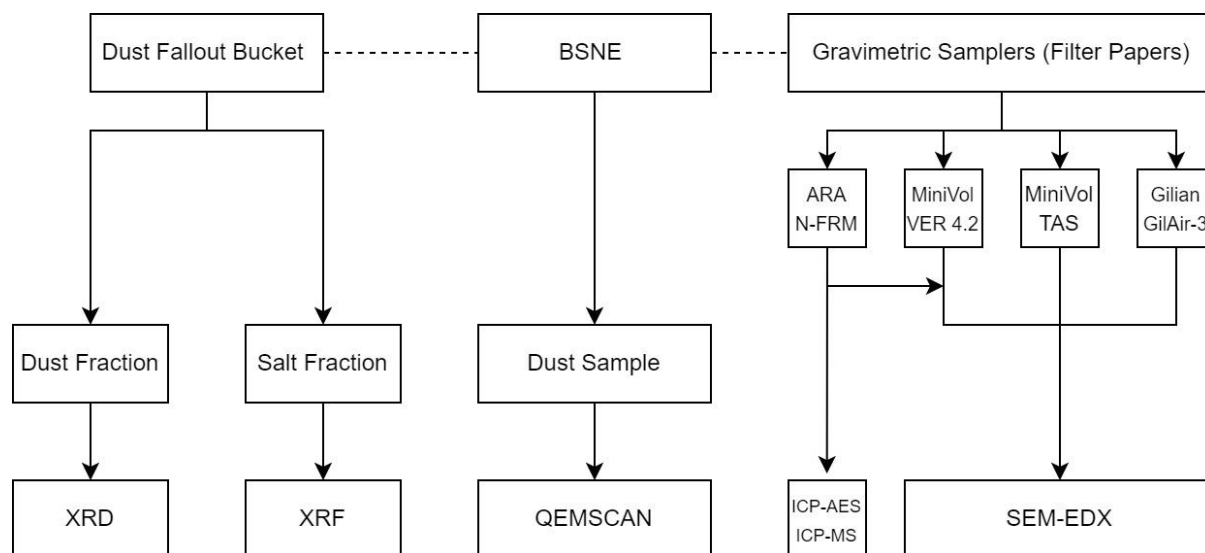 Dust Fallout Bucket
BSNE
Gravimetric Samplers (Filter Papers)
ARA
N-FRM
MiniVol
VER 4.2
MiniVol
TAS
Gilian
GilAir-3
Dust Fraction
Salt Fraction
Dust Sample
XRD
XRF
QEMSCAN
ICP-AES
ICP-MS
SEM-EDX